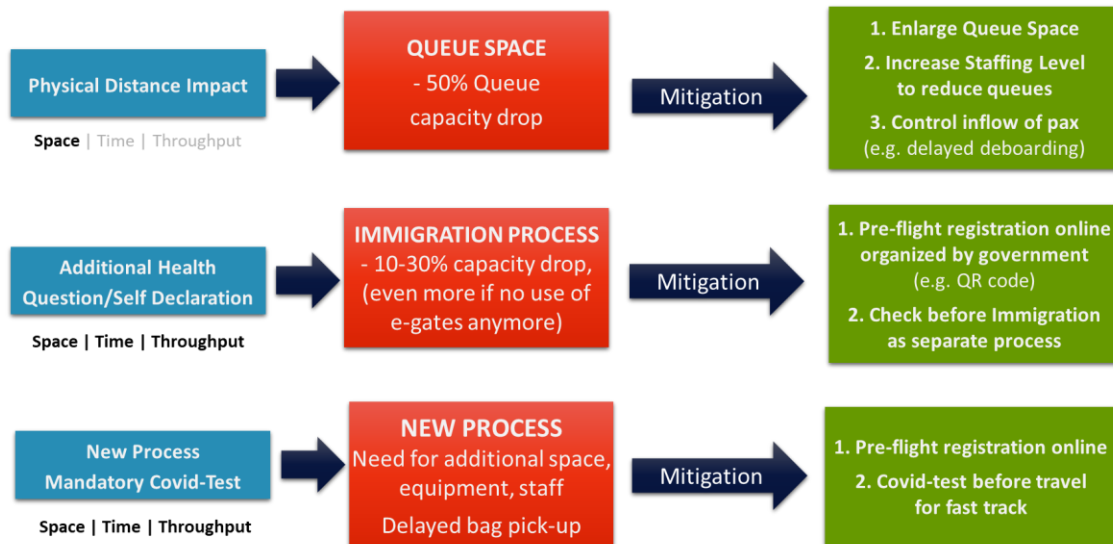 Physical Distance Impact
Space | Time | Throughput
QUEUE SPACE
- 50% Queue
capacity drop
Mitigation
1. Enlarge Queue Space
2. Increase Staffing Level
to reduce queues
3. Control inflow of pax
(e.g. delayed deboarding)
Additional Health
Question/Self Declaration
Space | Time | Throughput
IMMIGRATION PROCESS
- 10-30% capacity drop,
(even more if no use of
e-gates anymore)
Mitigation
1. Pre-flight registration online
organized by government
(e.g. QR code)
2. Check before Immigration
as separate process
New Process
Mandatory Covid-Test
Space | Time | Throughput
NEW PROCESS
Need for additional space,
equipment, staff
Delayed bag pick-up
Mitigation
1. Pre-flight registration online
2. Covid-test before travel
for fast track